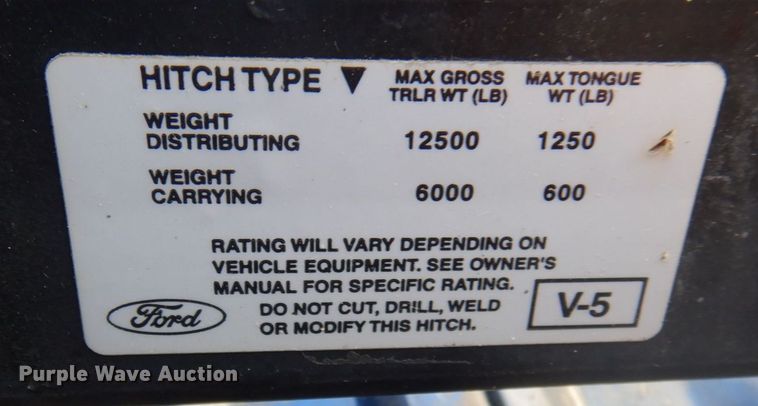 HITCH TYPE ▼ MAX GROSS TRLR WT (LB) MAX TONGUE WT (LB)
WEIGHT DISTRIBUTING 12500 1250
WEIGHT CARRYING 6000 600
RATING WILL VARY DEPENDING ON
VEHICLE EQUIPMENT. SEE OWNER'S
MANUAL FOR SPECIFIC RATING.
DO NOT CUT, DRILL, WELD
OR MODIFY THIS HITCH.
Ford
V-5
Purple Wave Auction